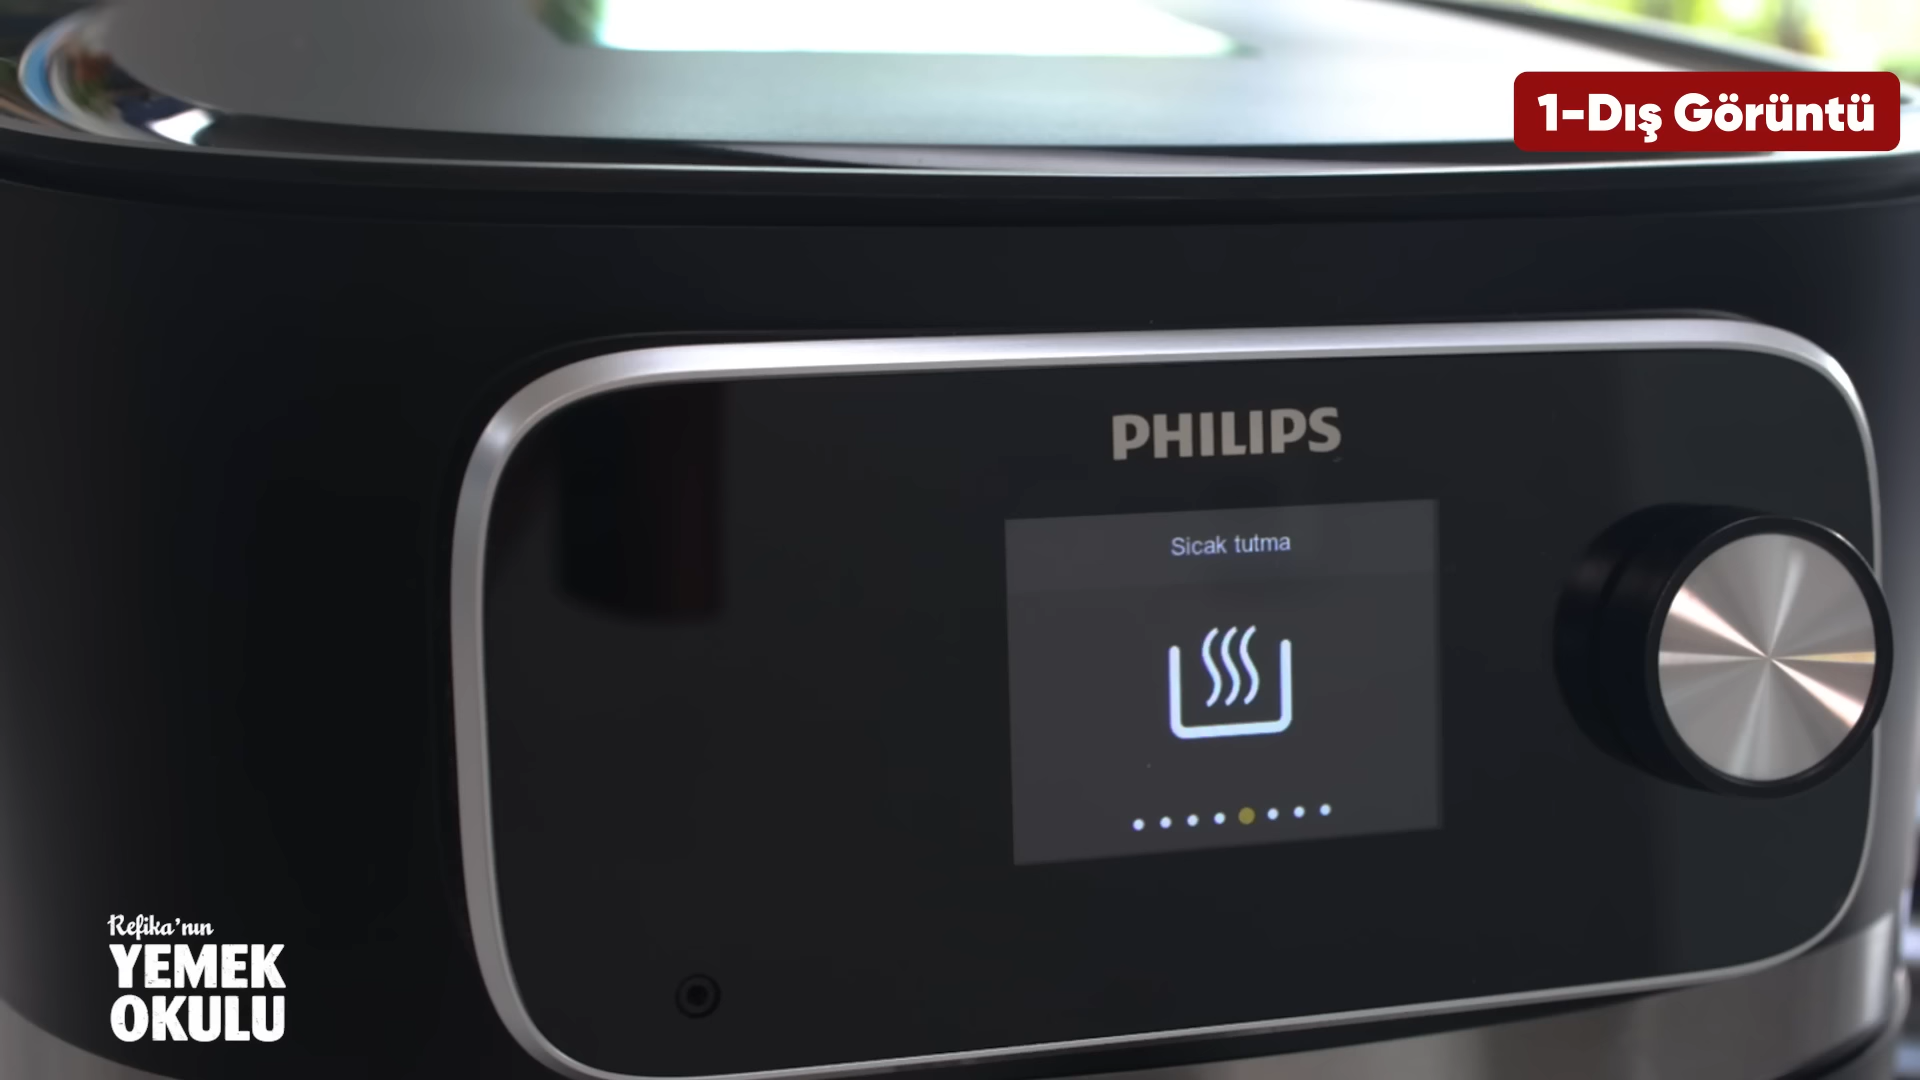 1-Dış Görüntü
PHILIPS
Sicak tutma
Refika'nın
YEMEK
OKULU